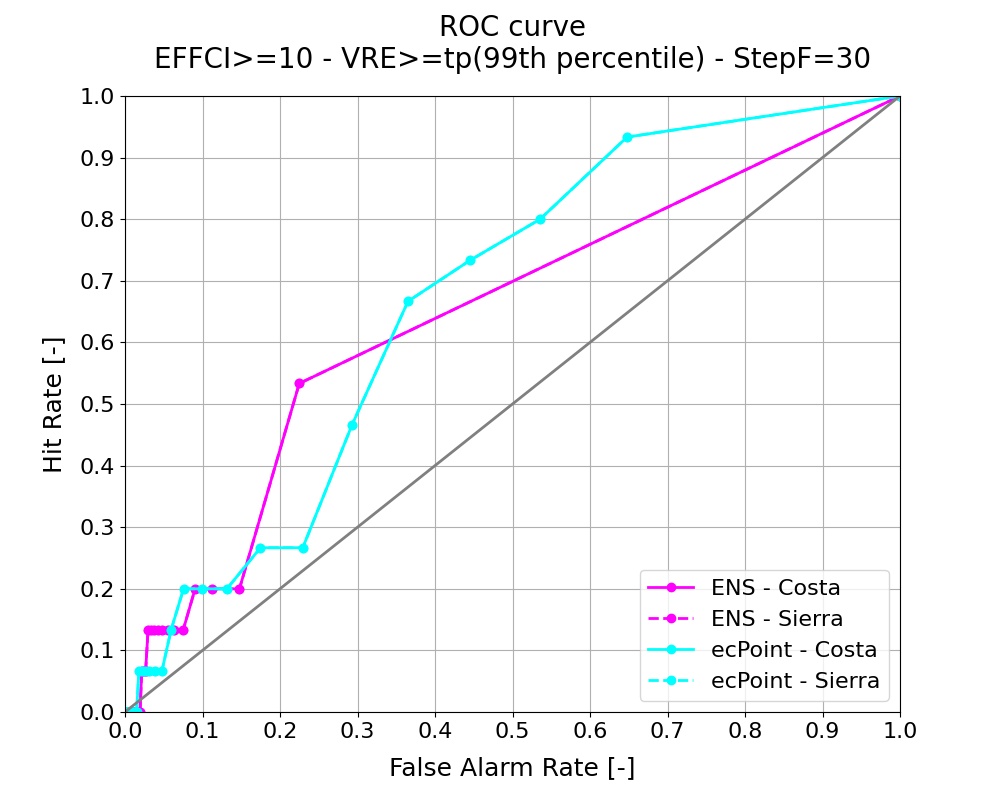 ROC curve
EFFCI>=10 - VRE>=tp(99th percentile) - StepF=30
1.0
0.9
0.8
0.7
0.6
0.5
0.4
0.3
0.2
0.1
0.0
Hit Rate [-]
ENS - Costa
ENS - Sierra
ecPoint - Costa
ecPoint - Sierra
0.0 0.1 0.2 0.3 0.4 0.5 0.6 0.7 0.8 0.9 1.0
False Alarm Rate [-]